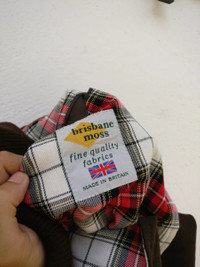 brisbane
moss
fine quality
fabrics
MADE IN BRITAIN